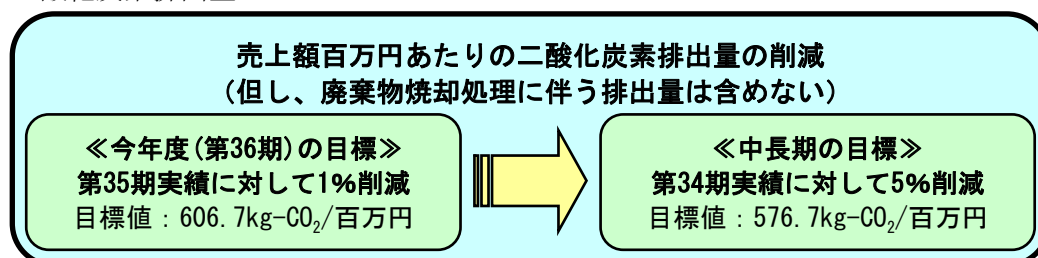 売上額百万円あたりの二酸化炭素排出量の削減
(但し、廃棄物焼却処理に伴う排出量は含めない)
≪今年度(第36期)の目標≫
第35期実績に対して1%削減
目標値：606.7kg-CO₂/百万円
≪中長期の目標≫
第34期実績に対して5%削減
目標値：576.7kg-CO₂/百万円